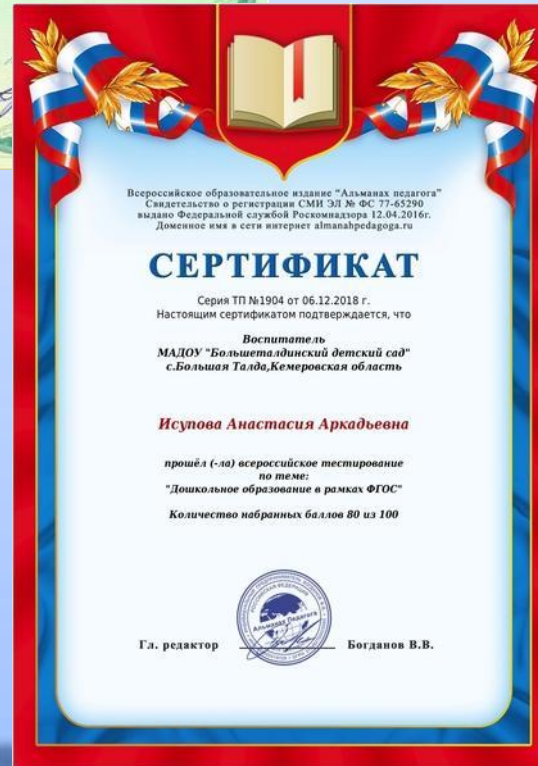 Всероссийское образовательное издание "Альманах педагога"
Свидетельство о регистрации СМИ ЭЛ № ФС 77-65290
выдано Федеральной службой Роскомнадзора 12.04.2016г.
Доменное имя в сети интернет almanahpedagoga.ru
СЕРТИФИКАТ
Серия ТП №1904 от 06.12.2018 г.
Настоящим сертификатом подтверждается, что
Воспитатель
МАДОУ "Большеталдинский детский сад"
с.Большая Талда,Кемеровская область
Исупова Анастасия Аркадьевна
прошёл (-ла) всероссийское тестирование
по теме:
"Дошкольное образование в рамках ФГОС"
Количество набранных баллов 80 из 100
Альманах Педагога
Гл. редактор Богданов В.В.